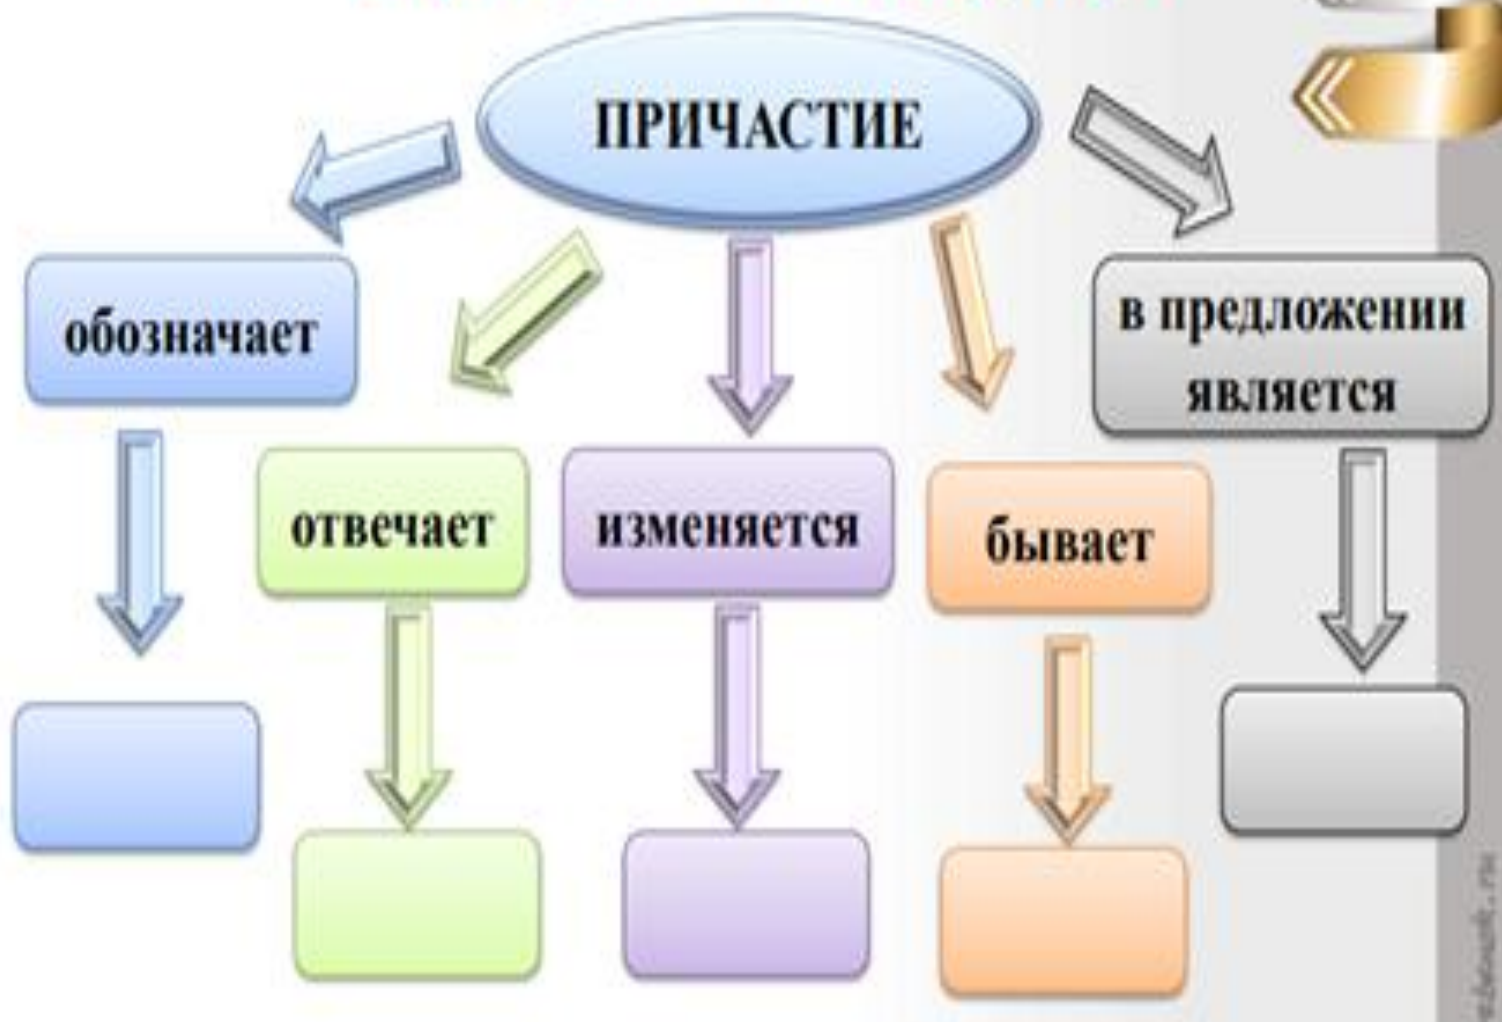 ПРИЧАСТИЕ
обозначает
в предложении
является
отвечает
изменяется
бывает